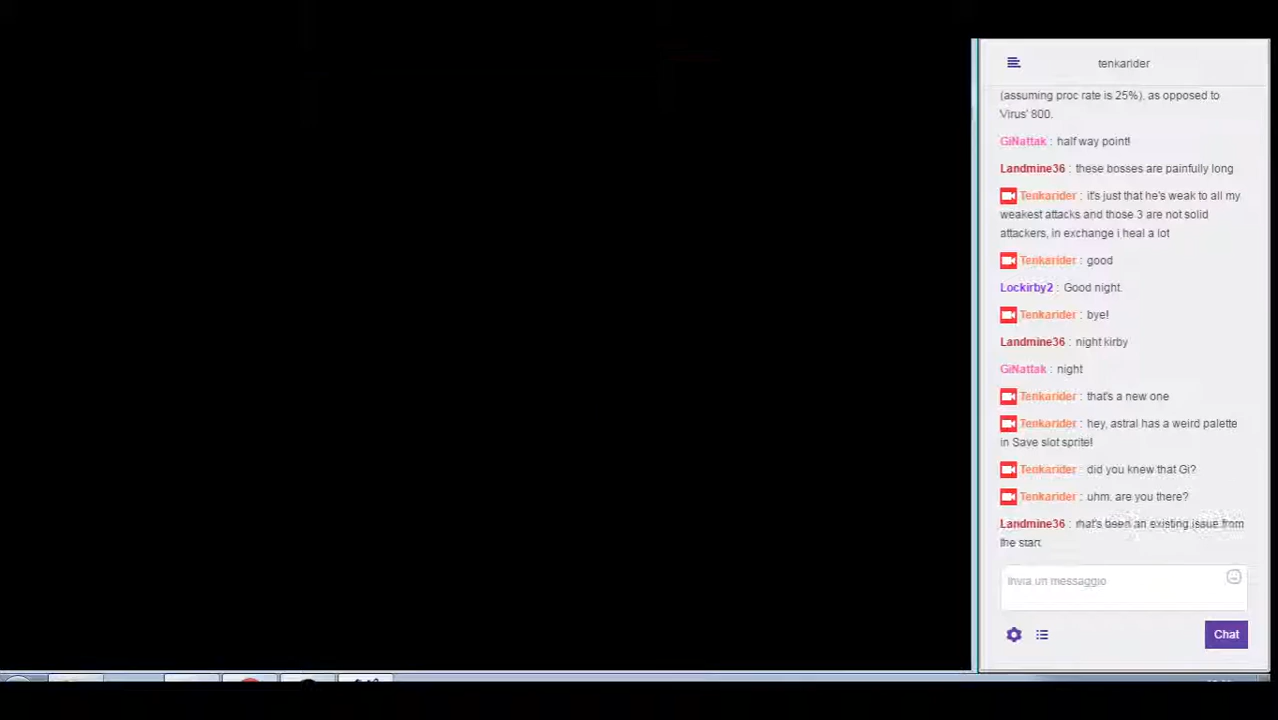 tenkarider
(assuming proc rate is 25%), as opposed to
Virus' 800.
GiNattak : half way point!
Landmine36 : these bosses are painfully long
Tenkarider : it's just that he's weak to all my
weakest attacks and those 3 are not solid
attackers, in exchange i heal a lot
Tenkarider : good
Lockirby2 : Good night.
Tenkarider : bye!
Landmine36 : night kirby
GiNattak : night
Tenkarider : that's a new one
Tenkarider : hey, astral has a weird palette
in Save slot sprite!
Tenkarider : did you knew that Gi?
Tenkarider : uhm. are you there?
Landmine36 : that's been an existing issue from
the start
Invia un messaggio
Chat